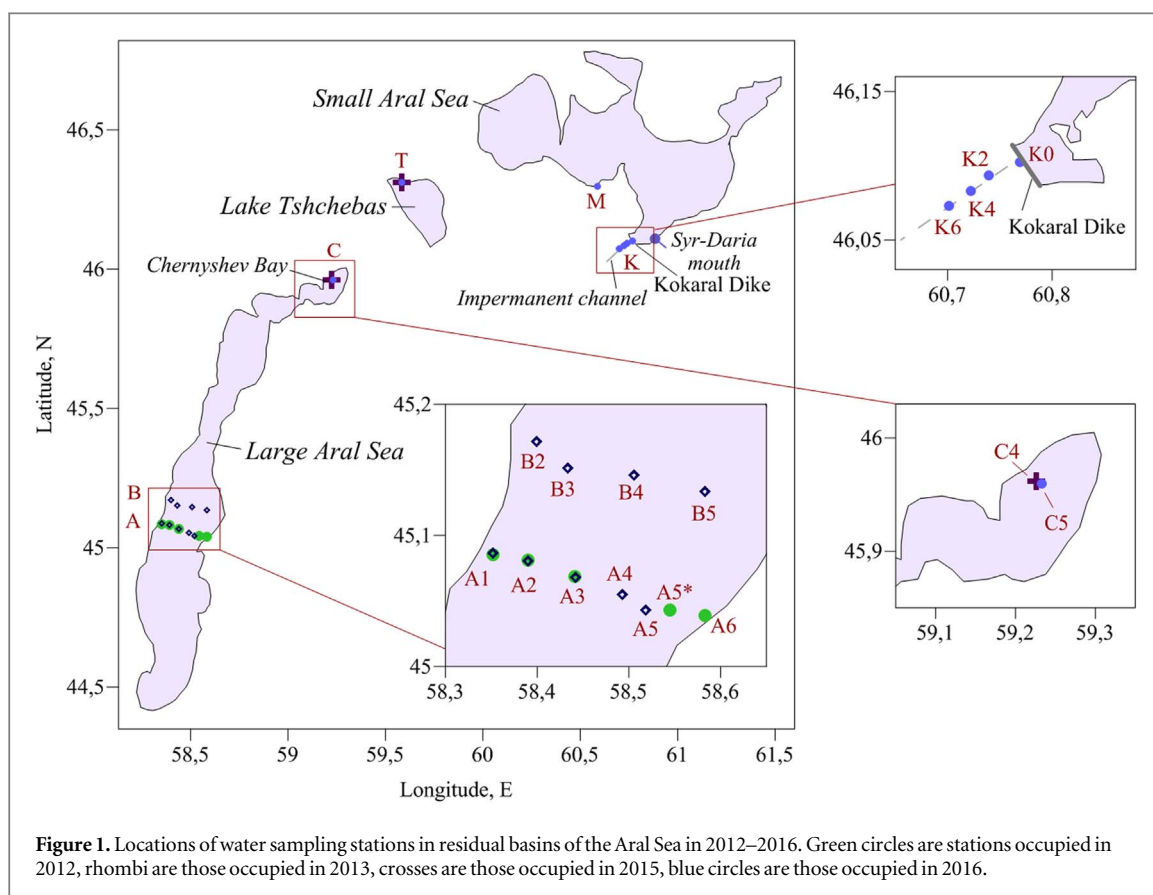 46,5
46
45,5
45
44,5
Latitude, N
58,5 59 59,5 60 60,5 61 61,5
Longitude, E
Small Aral Sea
T
Lake Tshchebas
M
C
Chernyshev Bay
K
Syr-Daria
mouth
Kokaral Dike
Impermanent channel
Large Aral Sea
B
A
45,2
45,1
45
B2
B3
B4
B5
A1
A2
A3
A4
A5
A5*
A6
58,3 58,4 58,5 58,6
46,15
46,05
K0
K2
K4
K6
Kokaral Dike
60,7 60,8
46
45,9
C4
C5
59,1 59,2 59,3
Figure 1. Locations of water sampling stations in residual basins of the Aral Sea in 2012–2016. Green circles are stations occupied in
2012, rhombi are those occupied in 2013, crosses are those occupied in 2015, blue circles are those occupied in 2016.